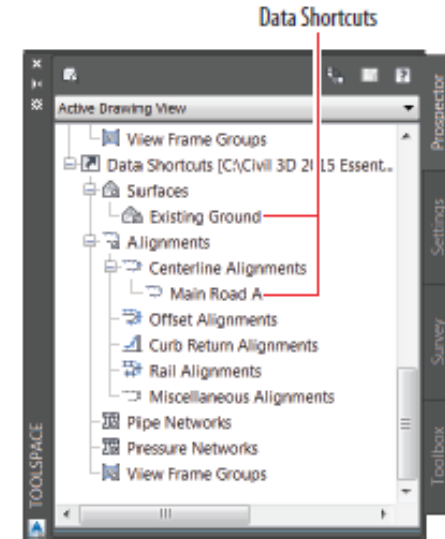 Data Shortcuts
Active Drawing View
View Frame Groups
Data Shortcuts [C:\Civil 3D 2015 Essent...
Surfaces
Existing Ground
Alignments
Centerline Alignments
Main Road A
Offset Alignments
Curb Return Alignments
Rail Alignments
Miscellaneous Alignments
Pipe Networks
Pressure Networks
View Frame Groups
TOOLSPACE
Prospector
Settings
Survey
Toolbox